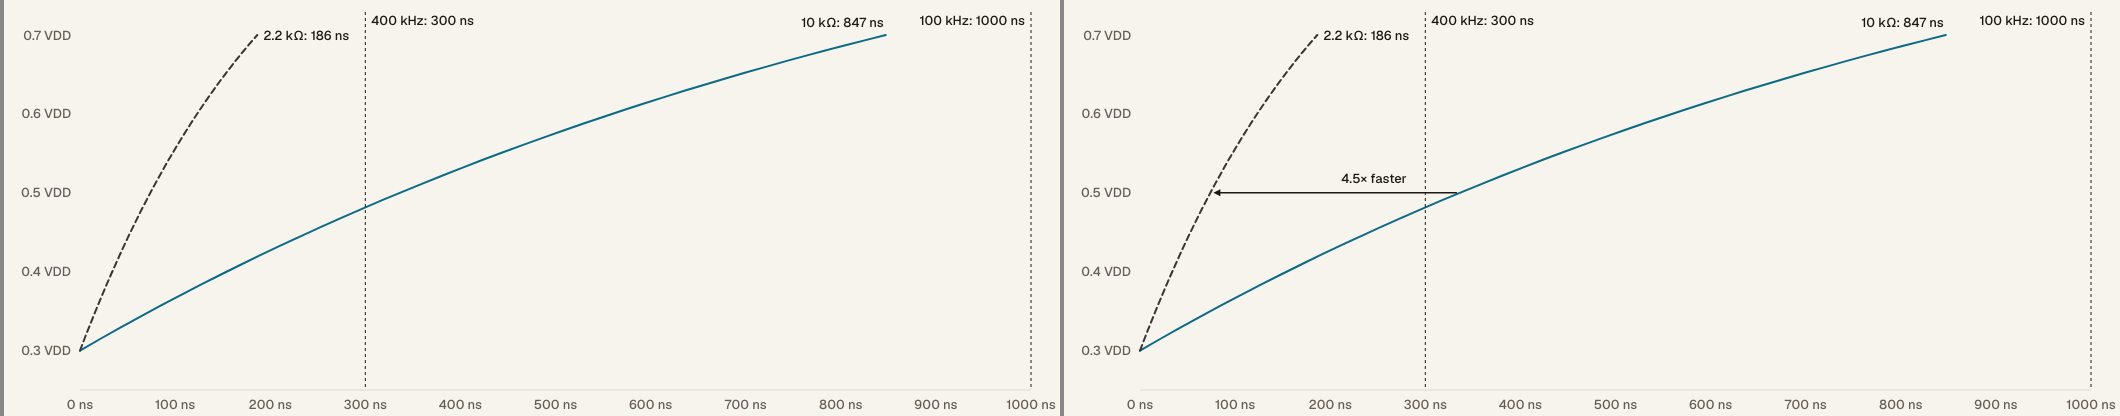 400 kHz: 300 ns
10 kΩ: 847 ns
100 kHz: 1000 ns
0.7 VDD
2.2 kΩ: 186 ns
0.6 VDD
0.5 VDD
0.4 VDD
0.3 VDD
0 ns
100 ns
200 ns
300 ns
400 ns
500 ns
600 ns
700 ns
800 ns
900 ns
1000 ns
400 kHz: 300 ns
10 kΩ: 847 ns
100 kHz: 1000 ns
0.7 VDD
2.2 kΩ: 186 ns
0.6 VDD
4.5× faster
0.5 VDD
0.4 VDD
0.3 VDD
0 ns
100 ns
200 ns
300 ns
400 ns
500 ns
600 ns
700 ns
800 ns
900 ns
1000 ns